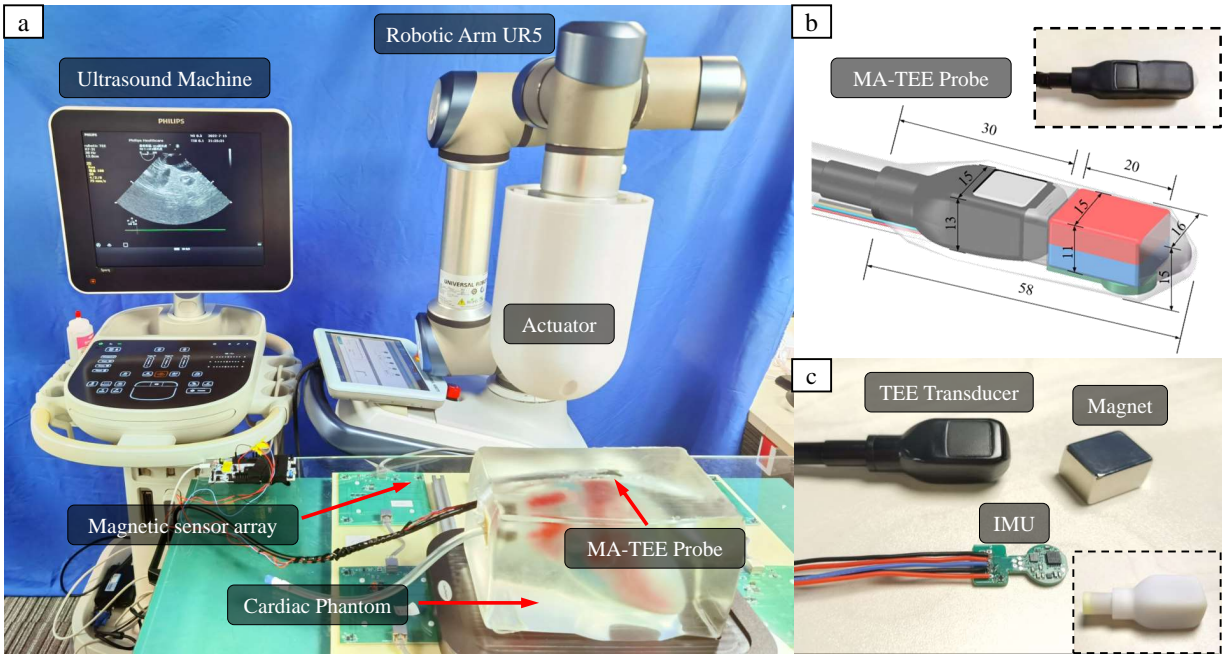 a
Robotic Arm UR5
Ultrasound Machine
PHILIPS
UNIVERSAL ROBOTS
Actuator
Magnetic sensor array
MA-TEE Probe
Cardiac Phantom
b
MA-TEE Probe
30
20
15
15
16
13
11
15
58
c
TEE Transducer
Magnet
IMU